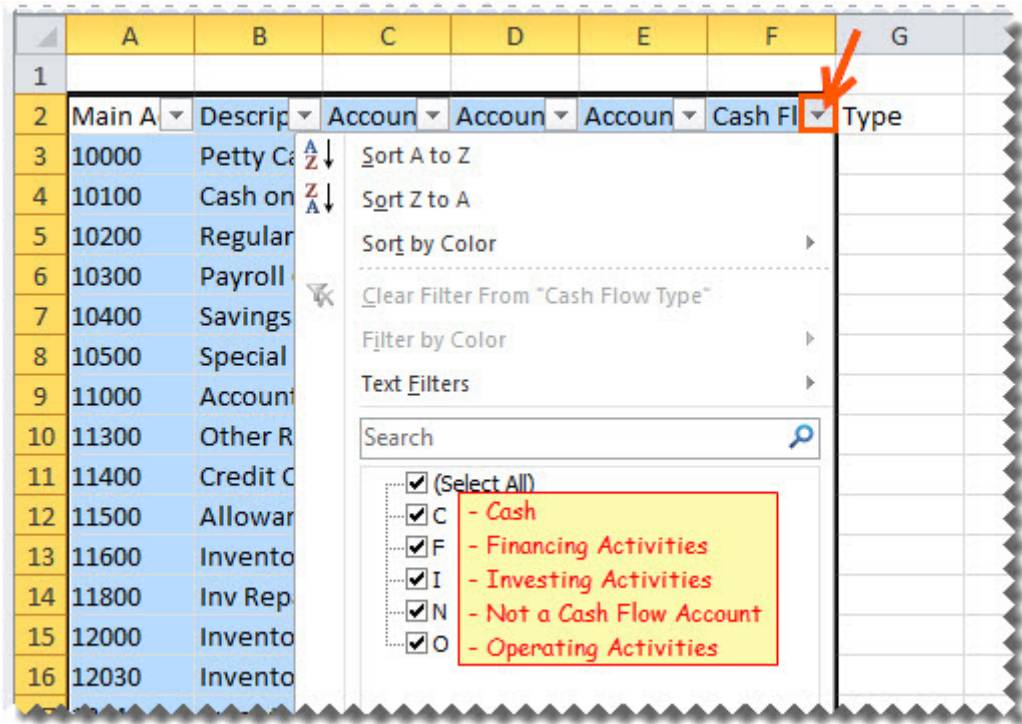 A B C D E F G
1
2 Main A Descrip Accoun Accoun Accoun Cash Fl Type
3 10000 Petty Ca
4 10100 Cash on
5 10200 Regular
6 10300 Payroll
7 10400 Savings
8 10500 Special
9 11000 Account
10 11300 Other R
11 11400 Credit C
12 11500 Allowar
13 11600 Invento
14 11800 Inv Rep
15 12000 Invento
16 12030 Invento
A Z Sort A to Z
Z A Sort Z to A
Sort by Color
Clear Filter From "Cash Flow Type"
Filter by Color
Text Filters
Search
(Select All)
C - Cash
F - Financing Activities
I - Investing Activities
N - Not a Cash Flow Account
O - Operating Activities